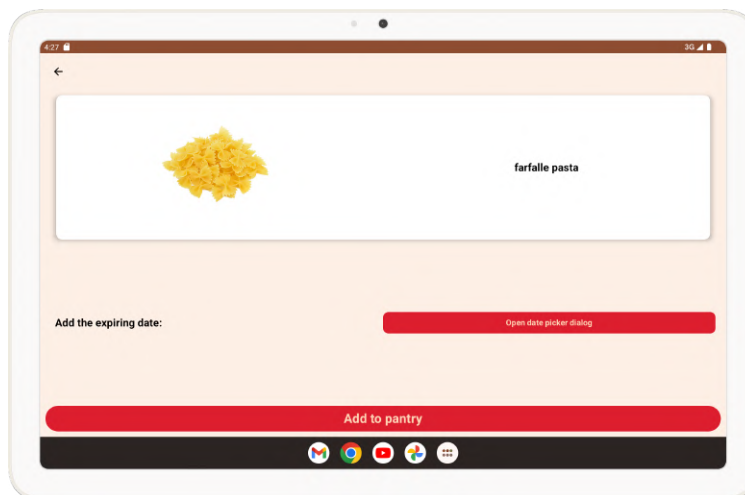 4:27
3G
farfalle pasta
Add the expiring date:
Open date picker dialog
Add to pantry